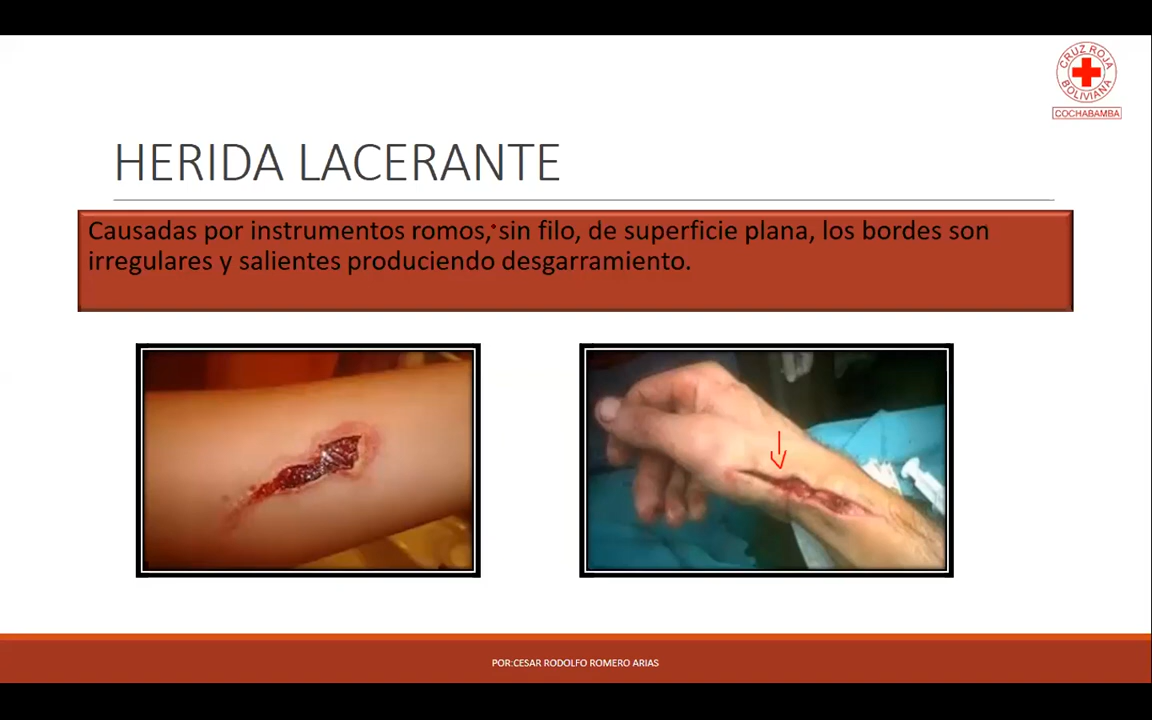 CRUZ ROJA
BOLIVIANA
COCHABAMBA
HERIDA LACERANTE
Causadas por instrumentos romos, sin filo, de superficie plana, los bordes son
irregulares y salientes produciendo desgarramiento.
POR:CESAR RODOLFO ROMERO ARIAS